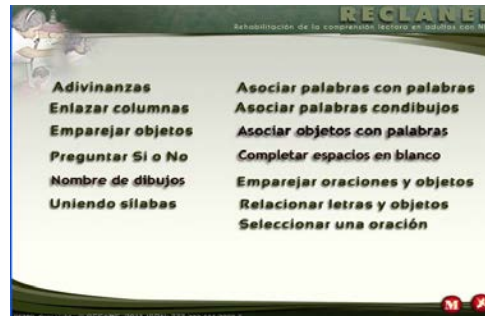 RECLANEL
Rehabilitación de la comprensión lectora en adultos con
Adivinanzas
Enlazar columnas
Emparejar objetos
Preguntar Si o No
Nombre de dibujos
Uniendo sílabas
Asociar palabras con palabras
Asociar palabras condibujos
Asociar objetos con palabras
Completar espacios en blanco
Emparejar oraciones y objetos
Relacionar letras y objetos
Seleccionar una oración
M X